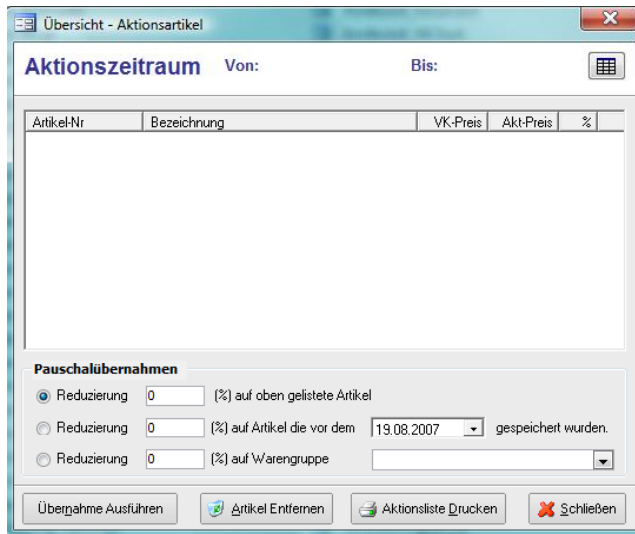 Übersicht - Aktionsartikel
Aktionszeitraum Von: Bis:
Artikel-Nr Bezeichnung VK-Preis Akt-Preis %
Pauschalübernahmen
Reduzierung 0 (%) auf oben gelistete Artikel
Reduzierung 0 (%) auf Artikel die vor dem 19.08.2007 gespeichert wurden.
Reduzierung 0 (%) auf Warengruppe
Übernahme Ausführen Artikel Entfernen Aktionsliste Drucken Schließen